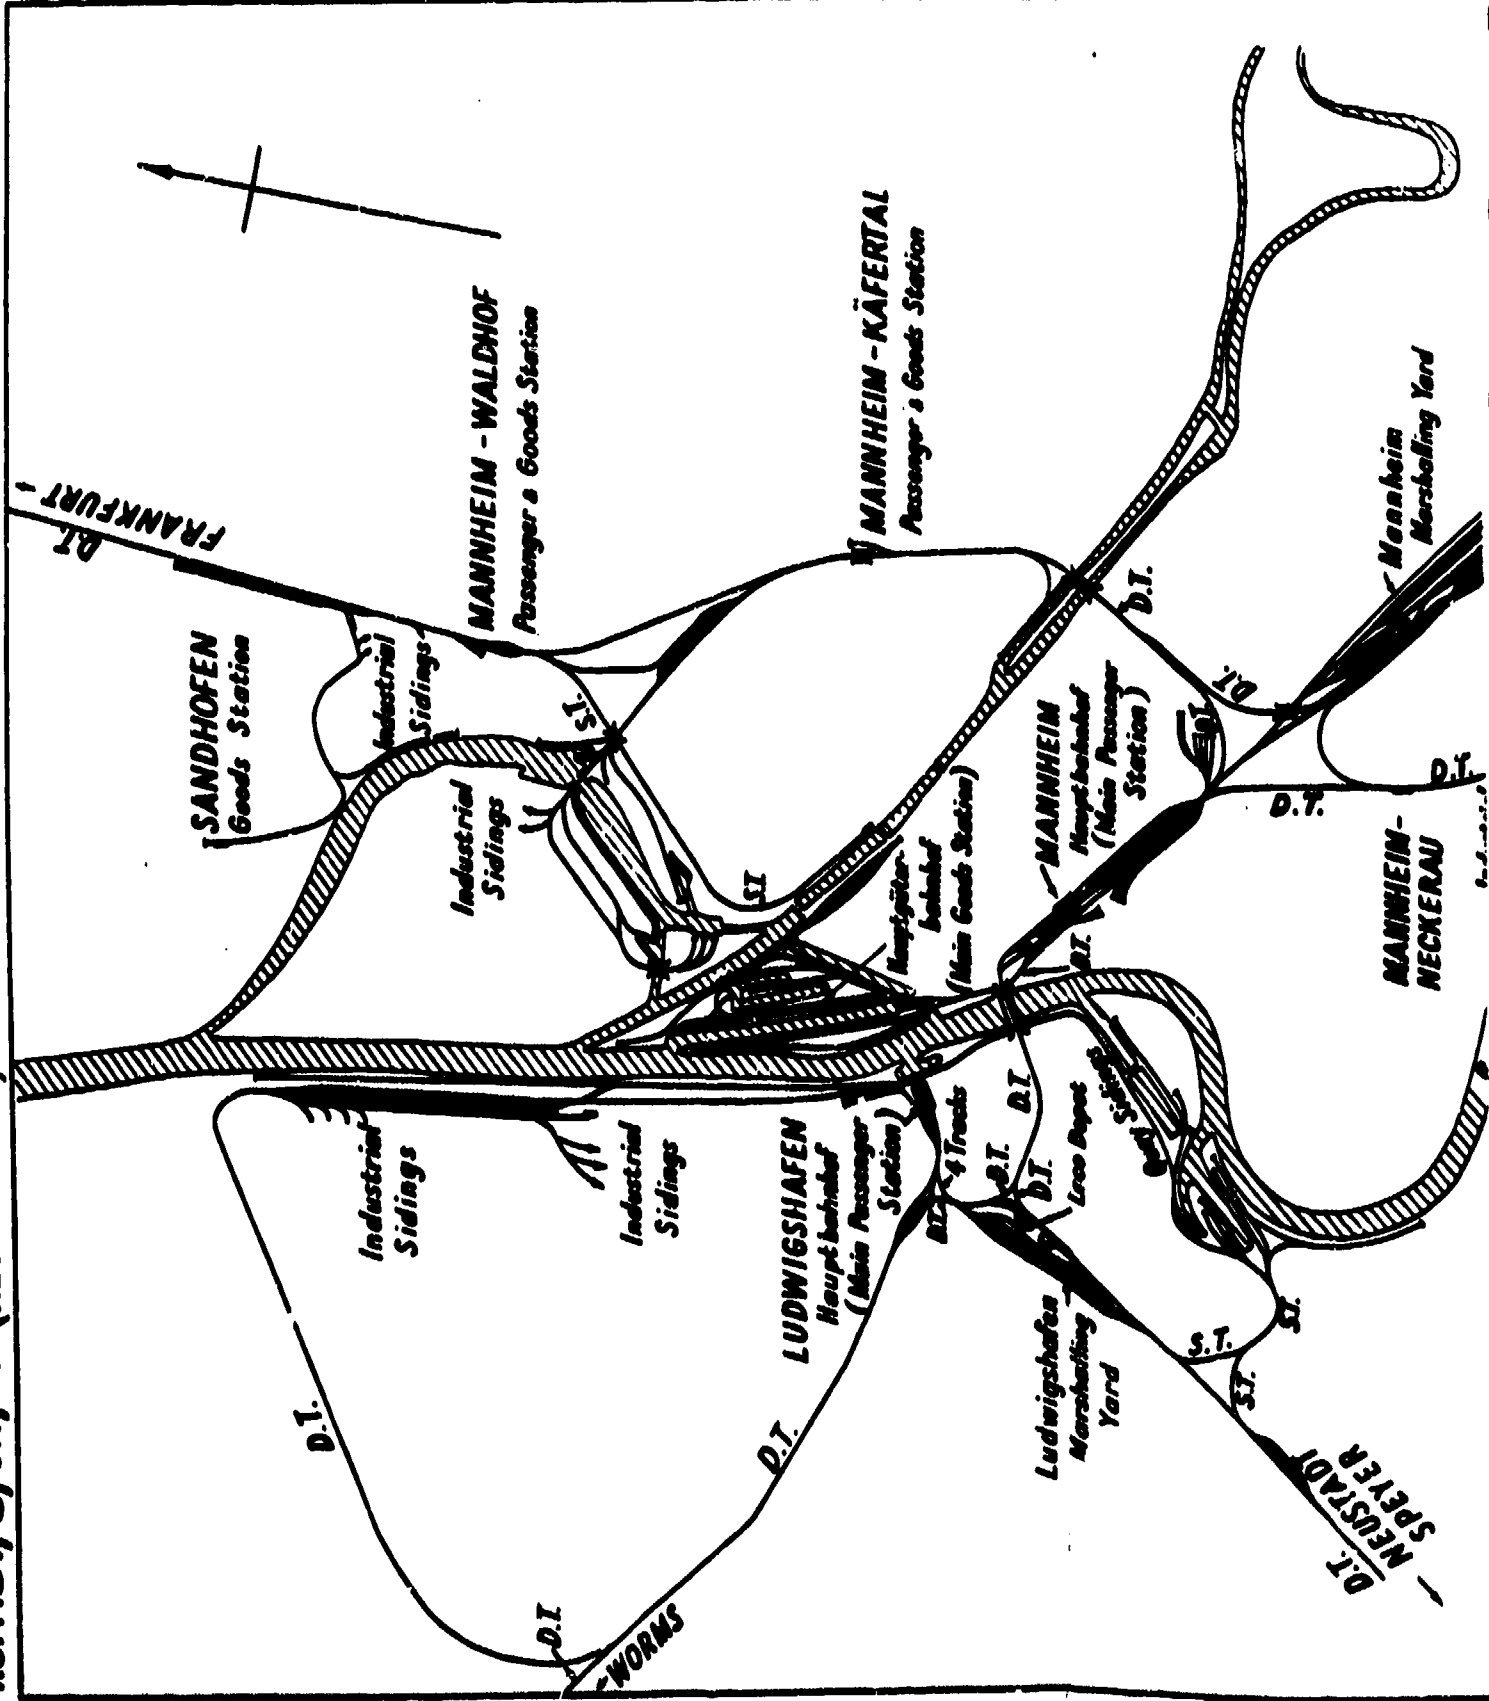 FRANKFURT
D.T.
SANDHOFEN
Goods Station
Industrial
Sidings
MANNHEIM - WALDHOF
Passenger & Goods Station
S.T.
Industrial
Sidings
MANNHEIM - KÄFERTAL
Passenger & Goods Station
S.T.
D.T.
Hauptgüter-
bahnhof
(Main Goods Station)
MANNHEIM
Hauptbahnhof
(Main Passenger
Station)
D.T.
D.T.
Mannheim
Marshalling Yard
D.T.
D.T.
D.T.
MANNHEIM-
NECKERAU
Industrial
Sidings
Industrial
Sidings
LUDWIGSHAFEN
Hauptbahnhof
(Main Passenger
Station)
4 Tracks
D.T.
D.T.
D.T.
D.T.
Loco Depot
Quay Sidings
Ludwigshafen
Marshalling
Yard
S.T.
S.T.
S.T.
D.T.
D.T.
D.T.
WORMS
D.T.
NEUSTADT
SPEYER